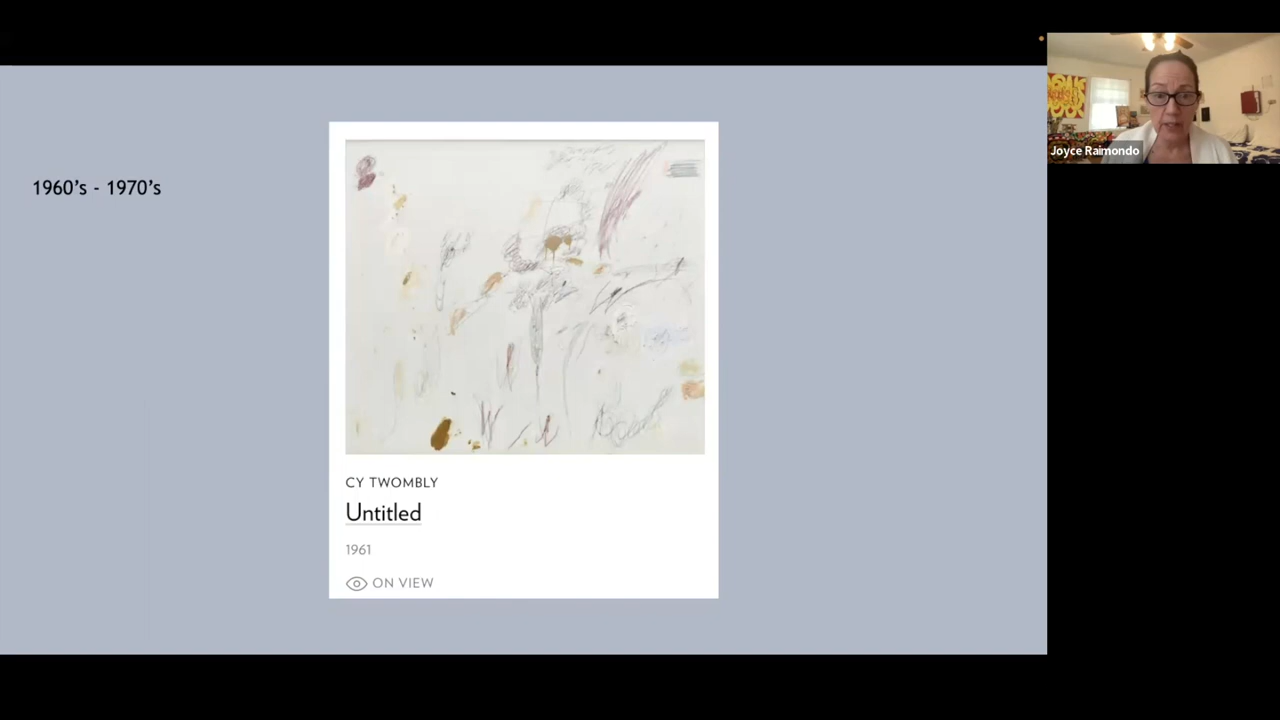 Joyce Raimondo
1960's - 1970's
CY TWOMBLY
Untitled
1961
ON VIEW